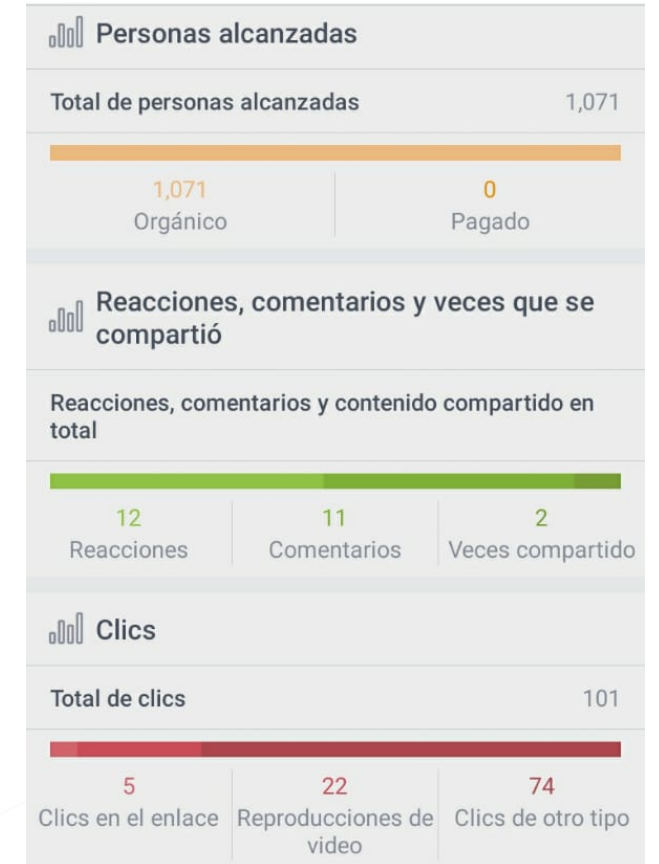 Personas alcanzadas
Total de personas alcanzadas 1,071
1,071 0
Orgánico Pagado
Reacciones, comentarios y veces que se
compartió
Reacciones, comentarios y contenido compartido en
total
12 11 2
Reacciones Comentarios Veces compartido
Clics
Total de clics 101
5 22 74
Clics en el enlace Reproducciones de Clics de otro tipo
video